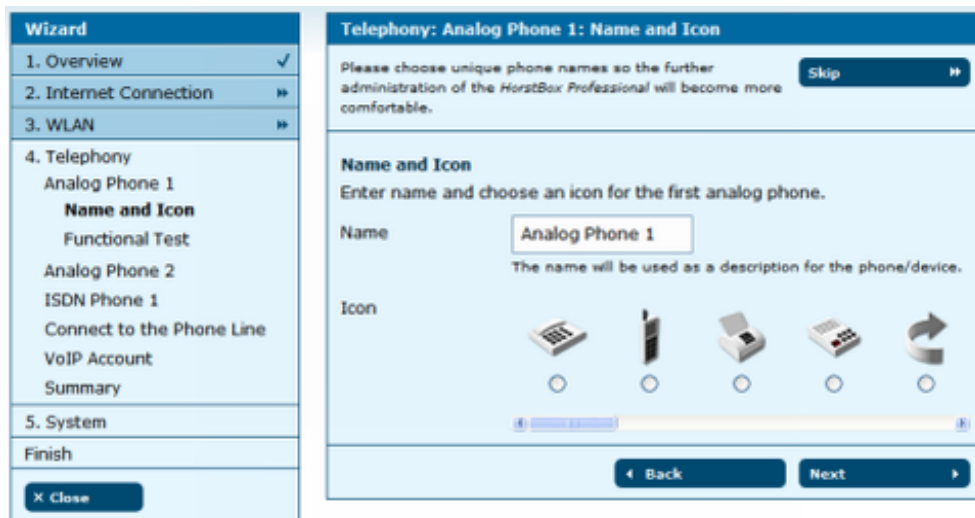 Wizard
1. Overview
2. Internet Connection
3. WLAN
4. Telephony
Analog Phone 1
Name and Icon
Functional Test
Analog Phone 2
ISDN Phone 1
Connect to the Phone Line
VoIP Account
Summary
5. System
Finish
× Close
Telephony: Analog Phone 1: Name and Icon
Please choose unique phone names so the further
administration of the HorstBox Professional will become more
comfortable.
Skip
Name and Icon
Enter name and choose an icon for the first analog phone.
Name
Analog Phone 1
The name will be used as a description for the phone/device.
Icon
Back
Next